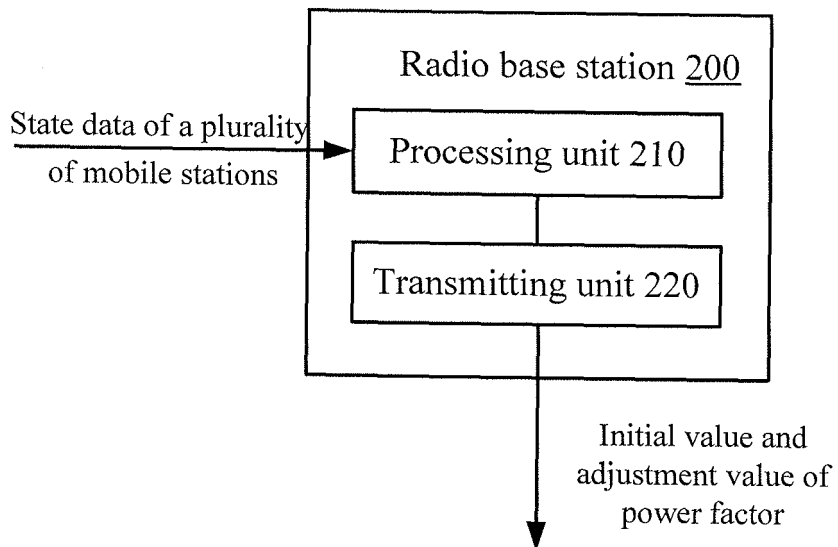 Radio base station 200
State data of a plurality
of mobile stations
Processing unit 210
Transmitting unit 220
Initial value and
adjustment value of
power factor